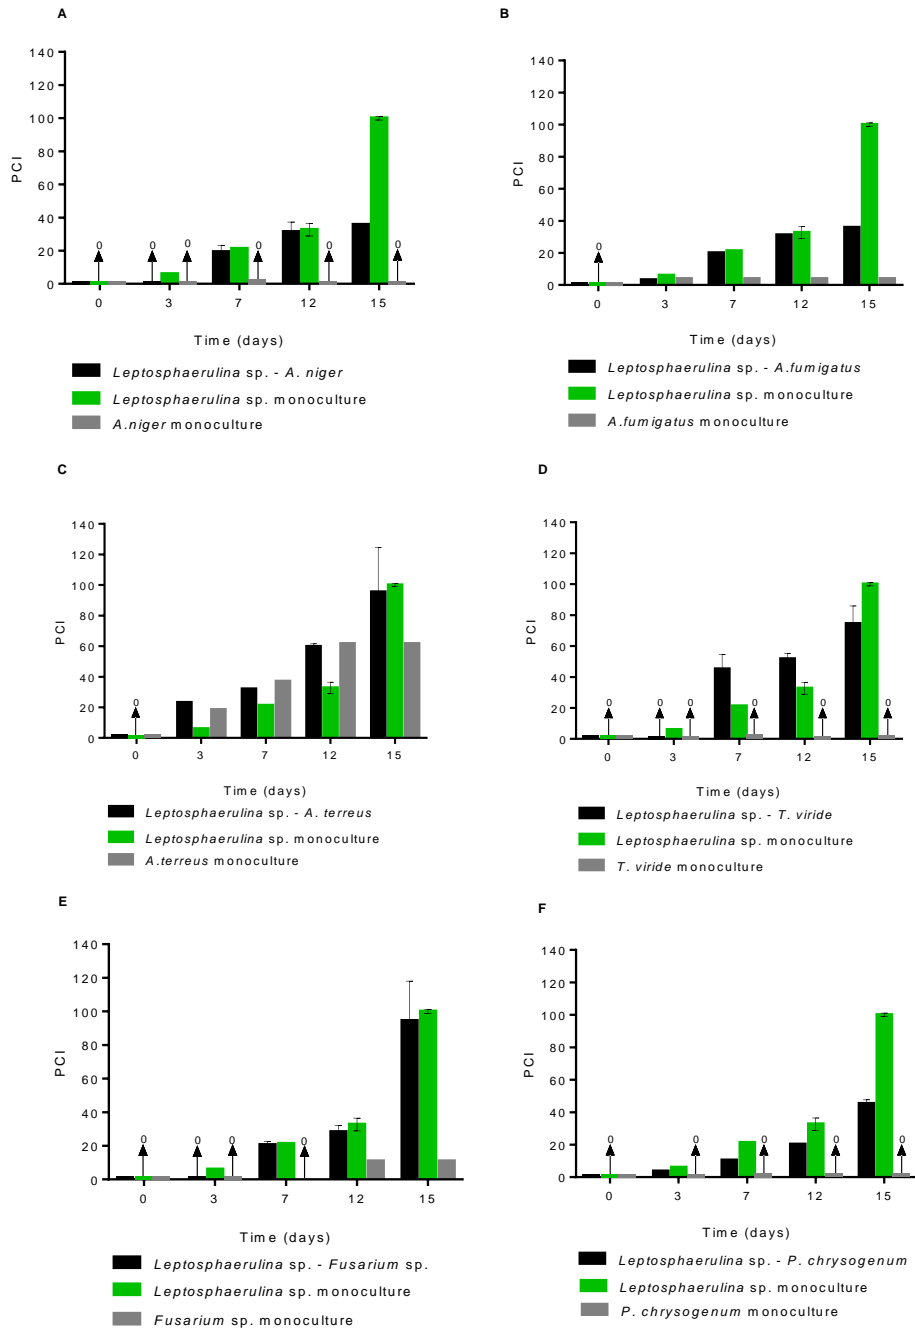 A
140
120
100
80
60
40
20
0
PCI
0 0 0 0 0 0
0 3 7 12 15
Time (days)
Leptosphaerulina sp. - A. niger
Leptosphaerulina sp. monoculture
A.niger monoculture
B
140
120
100
80
60
40
20
0
PCI
0
0 3 7 12 15
Time (days)
Leptosphaerulina sp. - A.fumigatus
Leptosphaerulina sp. monoculture
A.fumigatus monoculture
C
140
120
100
80
60
40
20
0
PCI
0
0 3 7 12 15
Time (days)
Leptosphaerulina sp. - A. terreus
Leptosphaerulina sp. monoculture
A.terreus monoculture
D
140
120
100
80
60
40
20
0
PCI
0 0 0 0 0 0
0 3 7 12 15
Time (days)
Leptosphaerulina sp. - T. viride
Leptosphaerulina sp. monoculture
T. viride monoculture
E
140
120
100
80
60
40
20
0
PCI
0 0 0 0
0 3 7 12 15
Time (days)
Leptosphaerulina sp. - Fusarium sp.
Leptosphaerulina sp. monoculture
Fusarium sp. monoculture
F
140
120
100
80
60
40
20
0
PCI
0 0 0 0 0
0 3 7 12 15
Time (days)
Leptosphaerulina sp. - P. chrysogenum
Leptosphaerulina sp. monoculture
P. chrysogenum monoculture